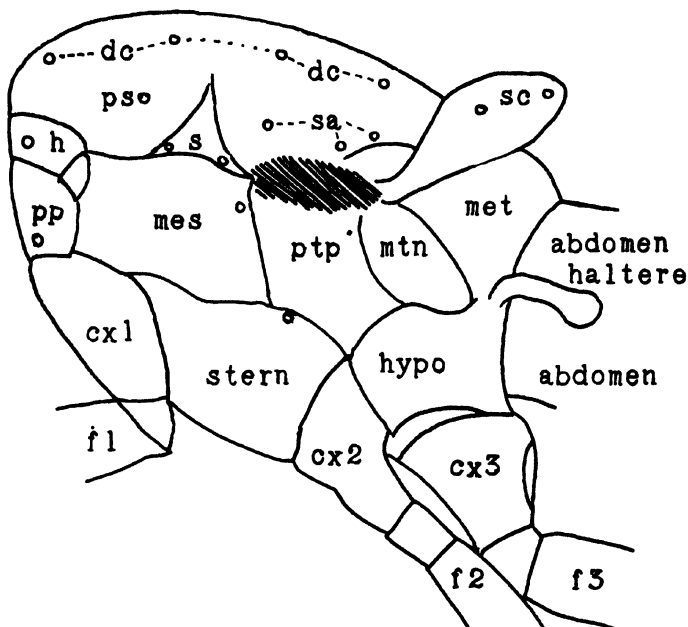 dc
dc
ps
sc
sa
h
s
pp
mes
met
ptp
mtn
abdomen
haltere
cx1
stern
hypo
abdomen
f1
cx2
cx3
f2
f3